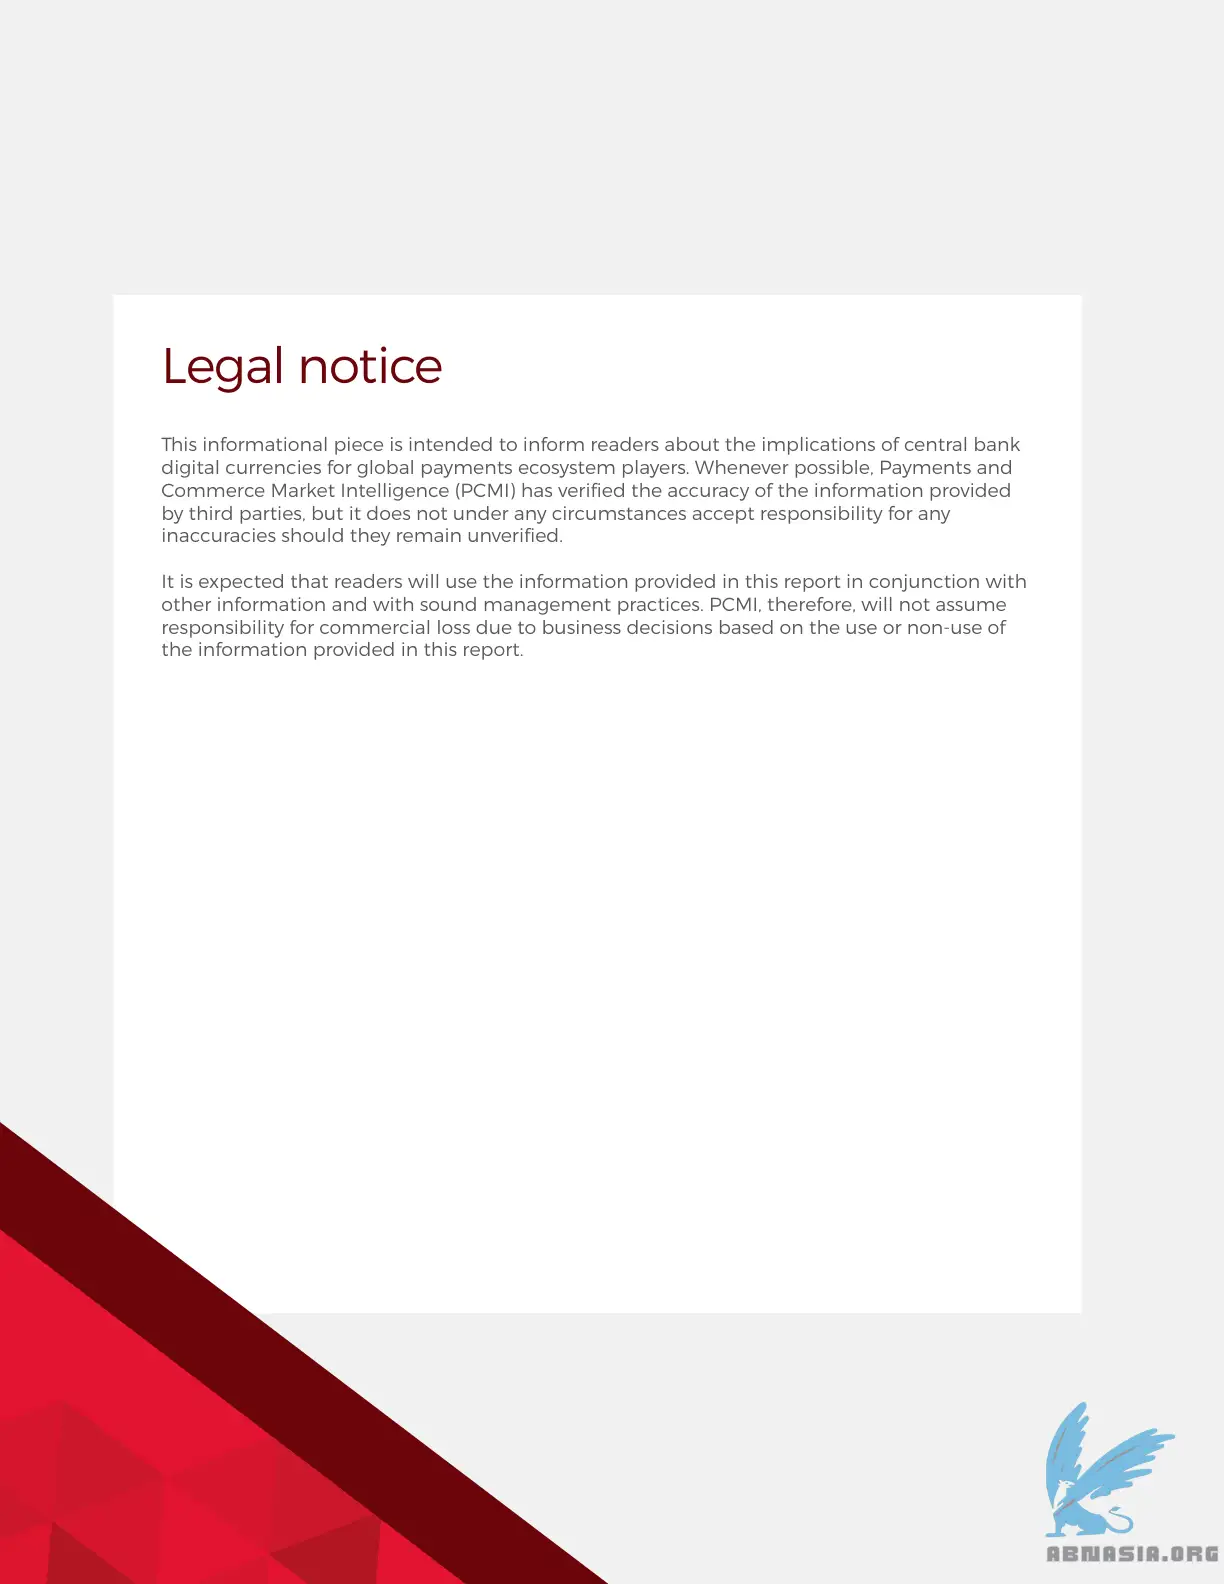 Legal notice
This informational piece is intended to inform readers about the implications of central bank
digital currencies for global payments ecosystem players. Whenever possible, Payments and
Commerce Market Intelligence (PCMI) has verified the accuracy of the information provided
by third parties, but it does not under any circumstances accept responsibility for any
inaccuracies should they remain unverified.
It is expected that readers will use the information provided in this report in conjunction with
other information and with sound management practices. PCMI, therefore, will not assume
responsibility for commercial loss due to business decisions based on the use or non-use of
the information provided in this report.
ABNASIA.ORG